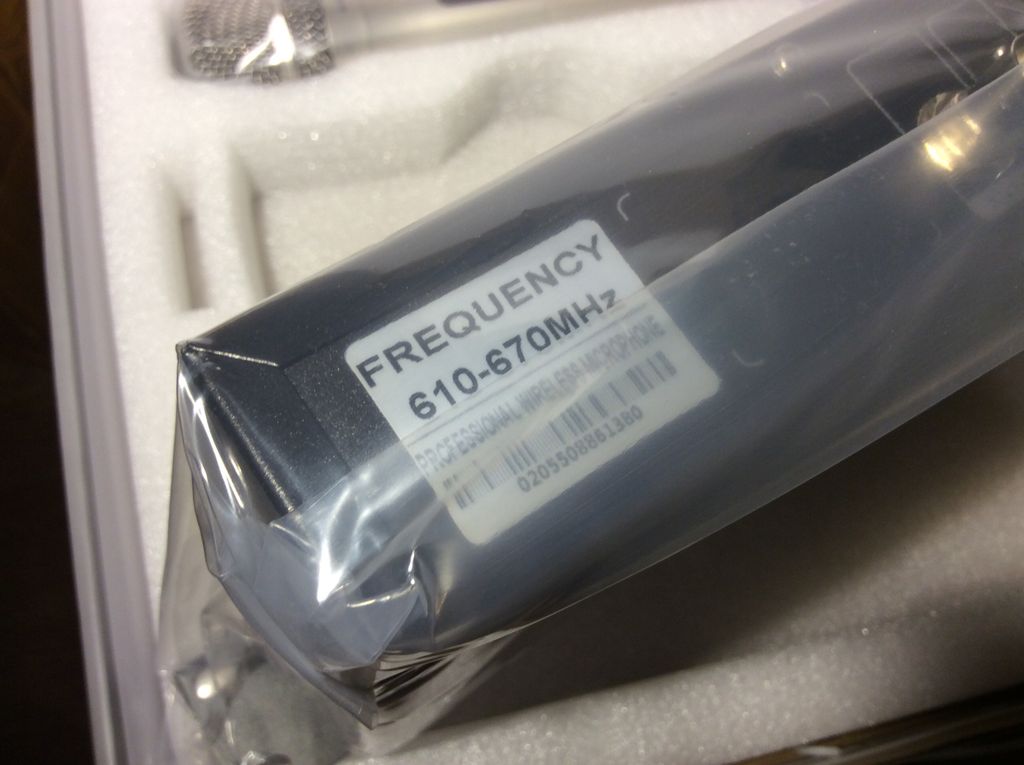 FREQUENCY
610-670MHz
PROFESSIONAL WIRELESS MICROPHONE
0205508861380